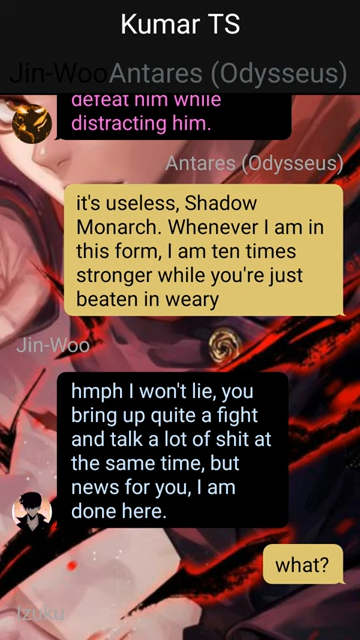 Kumar TS
Jin-Woo Antares (Odysseus)
defeat him while
distracting him.
Antares (Odysseus)
it's useless, Shadow
Monarch. Whenever I am in
this form, I am ten times
stronger while you're just
beaten in weary
Jin-Woo
hmph I won't lie, you
bring up quite a fight
and talk a lot of shit at
the same time, but
news for you, I am
done here.
what?
Izuku